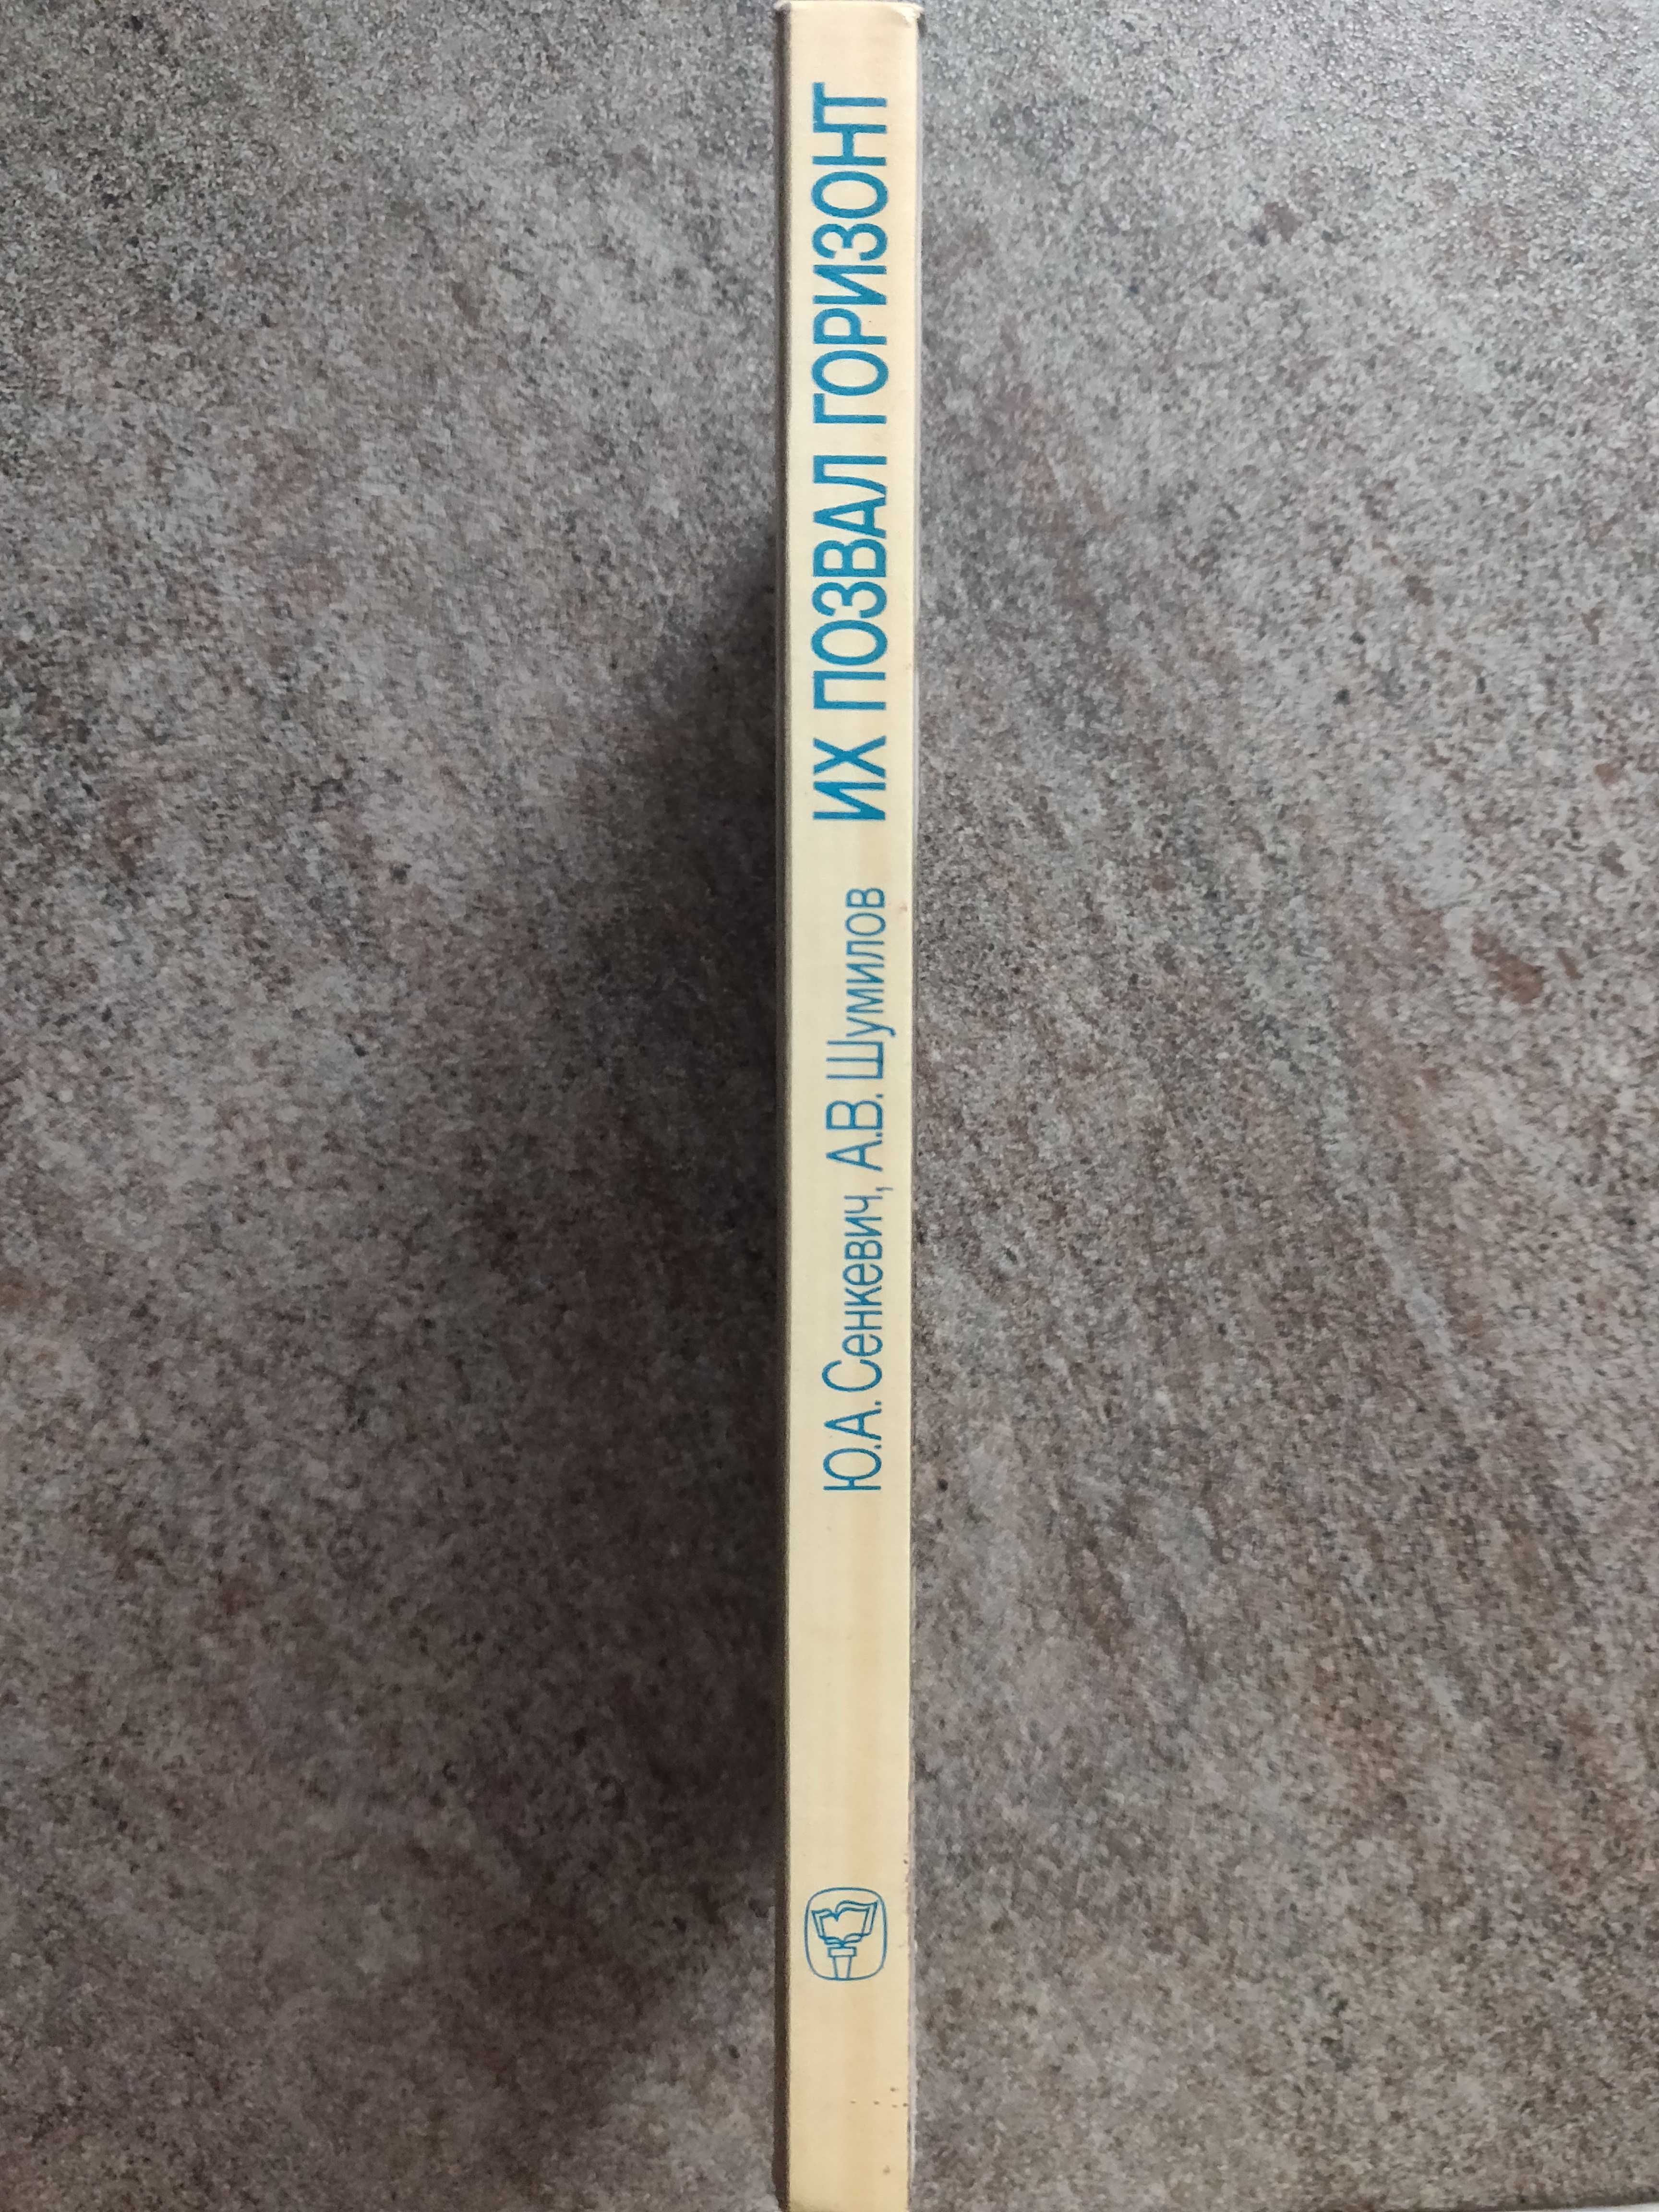 Ю.А. Сенкевич, А.В. Шумилов ИХ ПОЗВАЛ ГОРИЗОНТ